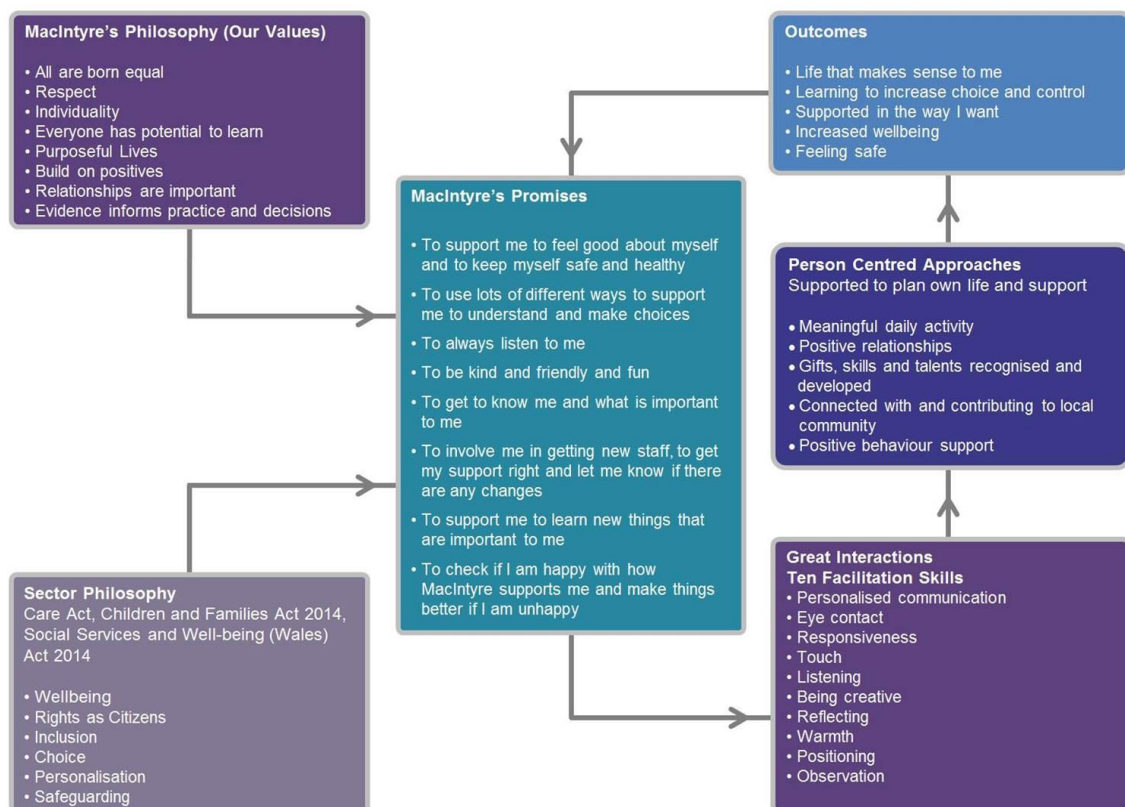 MacIntyre's Philosophy (Our Values)
• All are born equal
• Respect
• Individuality
• Everyone has potential to learn
• Purposeful Lives
• Build on positives
• Relationships are important
• Evidence informs practice and decisions
Sector Philosophy
Care Act, Children and Families Act 2014,
Social Services and Well-being (Wales)
Act 2014
• Wellbeing
• Rights as Citizens
• Inclusion
• Choice
• Personalisation
• Safeguarding
MacIntyre's Promises
• To support me to feel good about myself
and to keep myself safe and healthy
• To use lots of different ways to support
me to understand and make choices
• To always listen to me
• To be kind and friendly and fun
• To get to know me and what is important
to me
• To involve me in getting new staff, to get
my support right and let me know if there
are any changes
• To support me to learn new things that
are important to me
• To check if I am happy with how
MacIntyre supports me and make things
better if I am unhappy
Great Interactions
Ten Facilitation Skills
• Personalised communication
• Eye contact
• Responsiveness
• Touch
• Listening
• Being creative
• Reflecting
• Warmth
• Positioning
• Observation
Person Centred Approaches
Supported to plan own life and support
• Meaningful daily activity
• Positive relationships
• Gifts, skills and talents recognised and
developed
• Connected with and contributing to local
community
• Positive behaviour support
Outcomes
• Life that makes sense to me
• Learning to increase choice and control
• Supported in the way I want
• Increased wellbeing
• Feeling safe